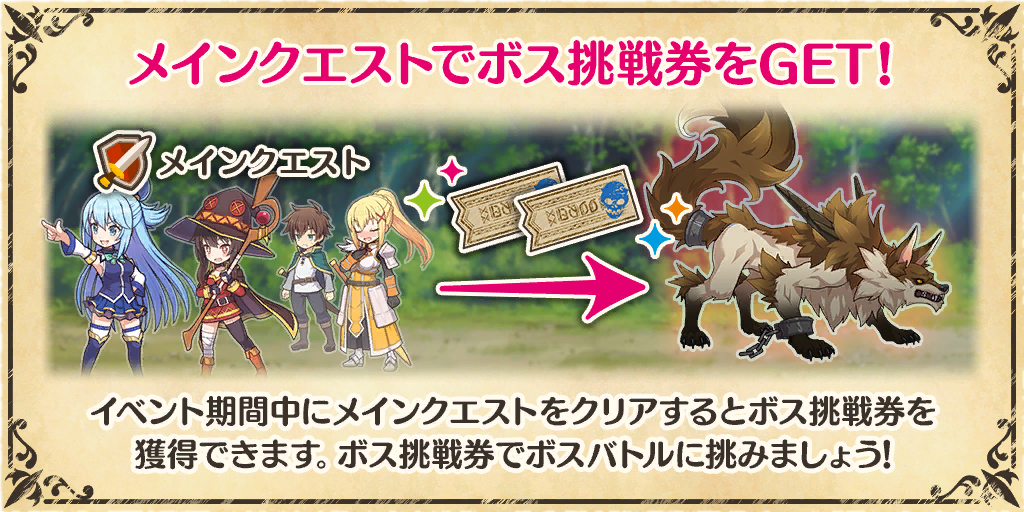 メインクエストでボス挑戦券をGET!
メインクエスト
イベント期間中にメインクエストをクリアするとボス挑戦券を
獲得できます。ボス挑戦券でボスバトルに挑みましょう!